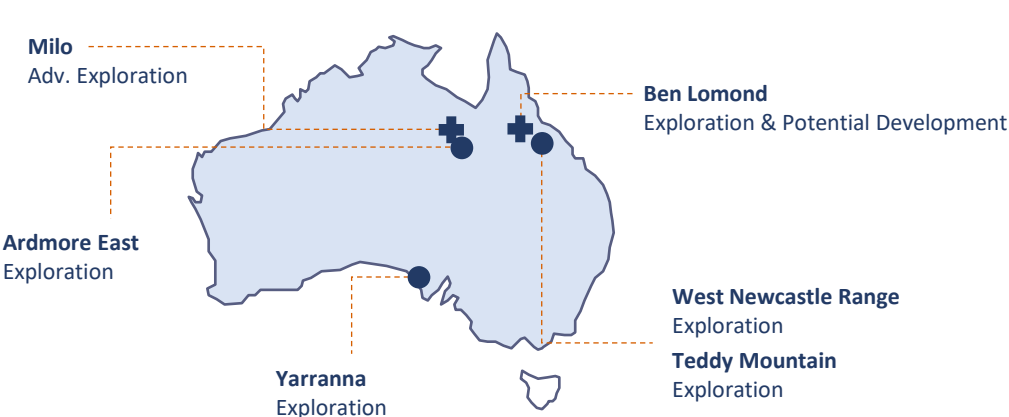 Milo
Adv. Exploration
Ben Lomond
Exploration & Potential Development
Ardmore East
Exploration
West Newcastle Range
Exploration
Teddy Mountain
Exploration
Yarranna
Exploration